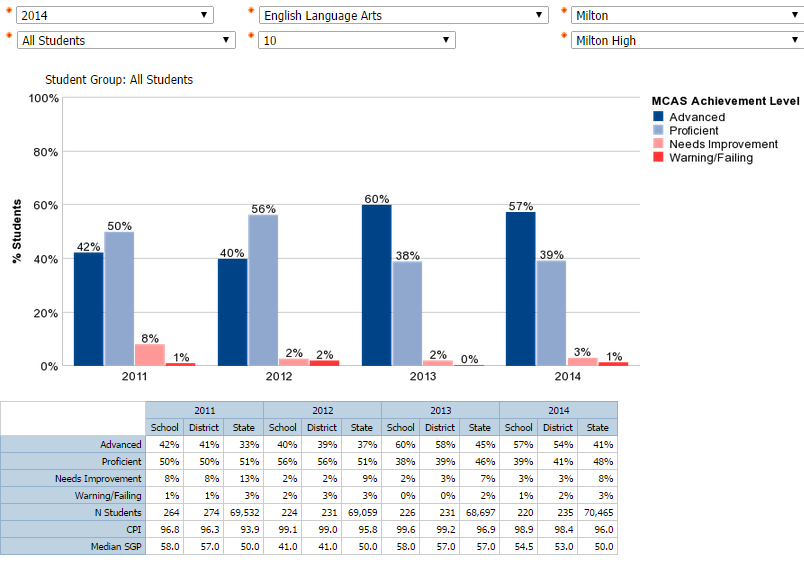 * 2014 * English Language Arts * Milton
* All Students * 10 * Milton High
Student Group: All Students
100%
80%
60%
40%
20%
0%
% Students
42% 50% 8% 1%
40% 56% 2% 2%
60% 38% 2% 0%
57% 39% 3% 1%
2011 2012 2013 2014
MCAS Achievement Level
Advanced
Proficient
Needs Improvement
Warning/Failing
2011 2012 2013 2014
School District State School District State School District State School District State
Advanced 42% 41% 33% 40% 39% 37% 60% 58% 45% 57% 54% 41%
Proficient 50% 50% 51% 56% 56% 51% 38% 39% 46% 39% 41% 48%
Needs Improvement 8% 8% 13% 2% 2% 9% 2% 3% 7% 3% 3% 8%
Warning/Failing 1% 1% 3% 2% 3% 3% 0% 0% 2% 1% 2% 3%
N Students 264 274 69,532 224 231 69,059 226 231 68,697 220 235 70,465
CPI 96.8 96.3 93.9 99.1 99.0 95.8 99.6 99.2 96.9 98.9 98.4 96.0
Median SGP 58.0 57.0 50.0 41.0 41.0 50.0 58.0 57.0 57.0 54.5 53.0 50.0